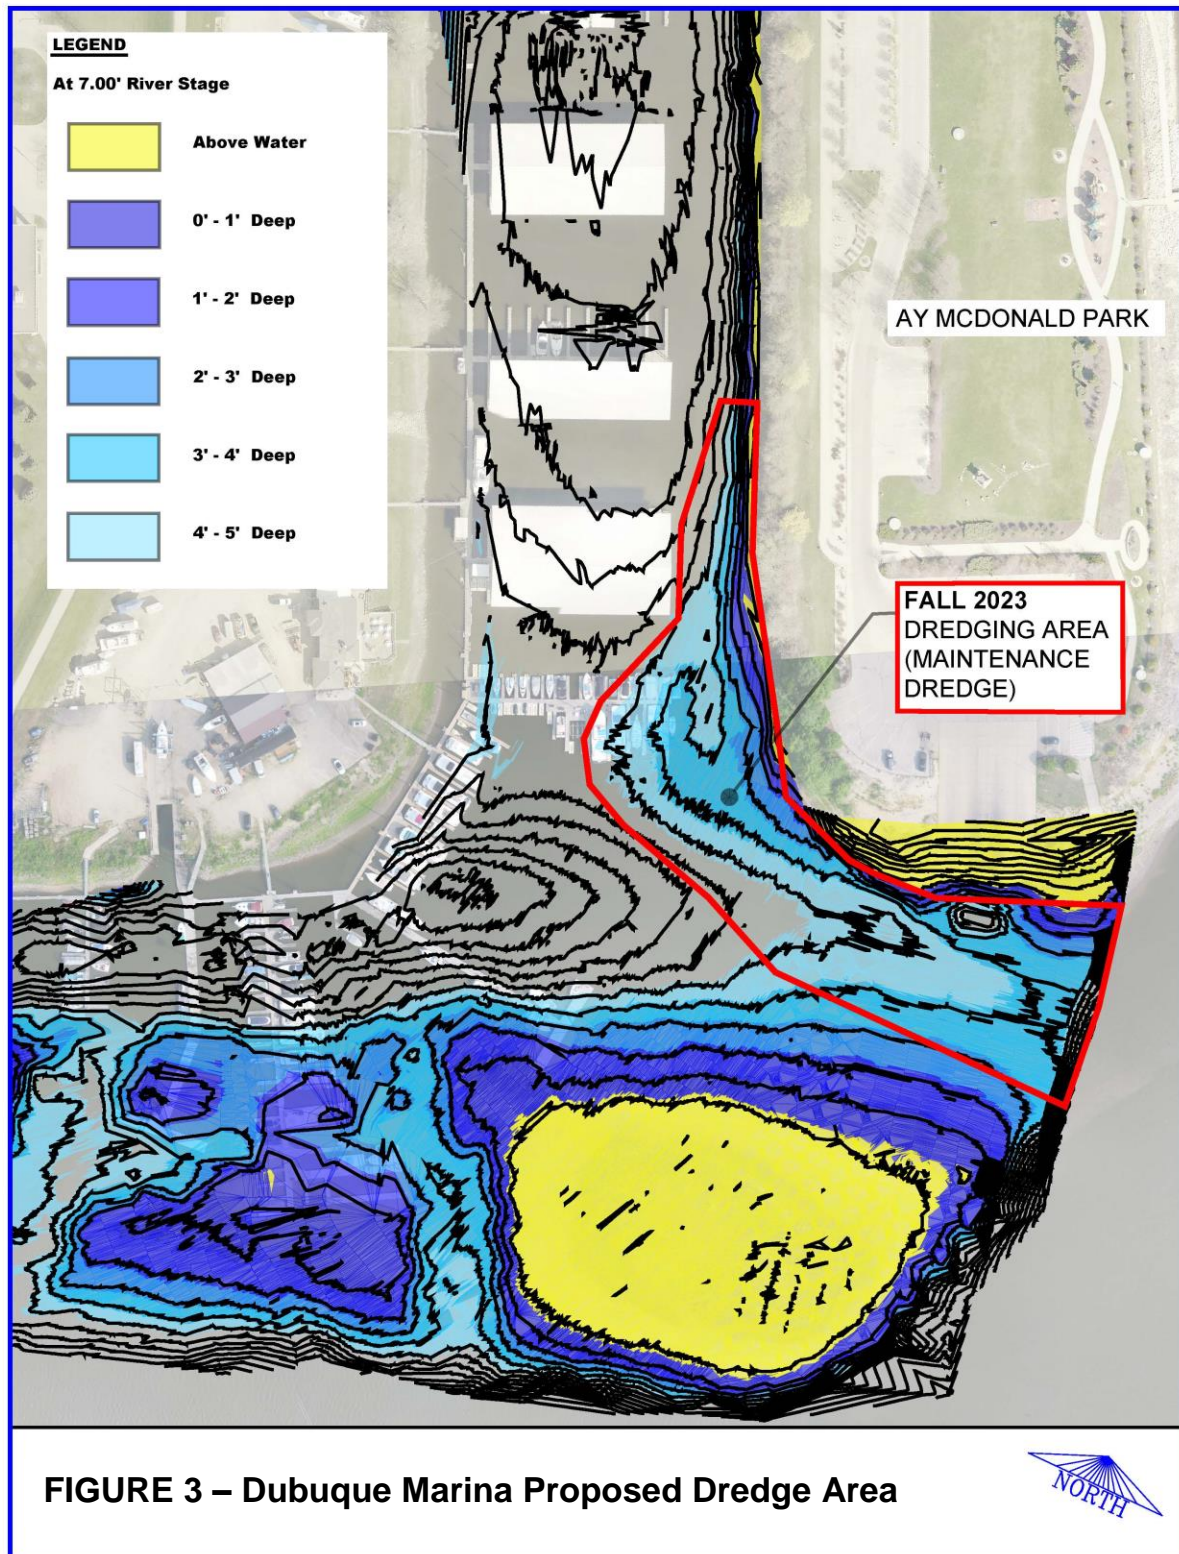 LEGEND
At 7.00' River Stage
Above Water
0' - 1' Deep
1' - 2' Deep
2' - 3' Deep
3' - 4' Deep
4' - 5' Deep
AY MCDONALD PARK
FALL 2023
DREDGING AREA
(MAINTENANCE
DREDGE)
FIGURE 3 – Dubuque Marina Proposed Dredge Area
NORTH